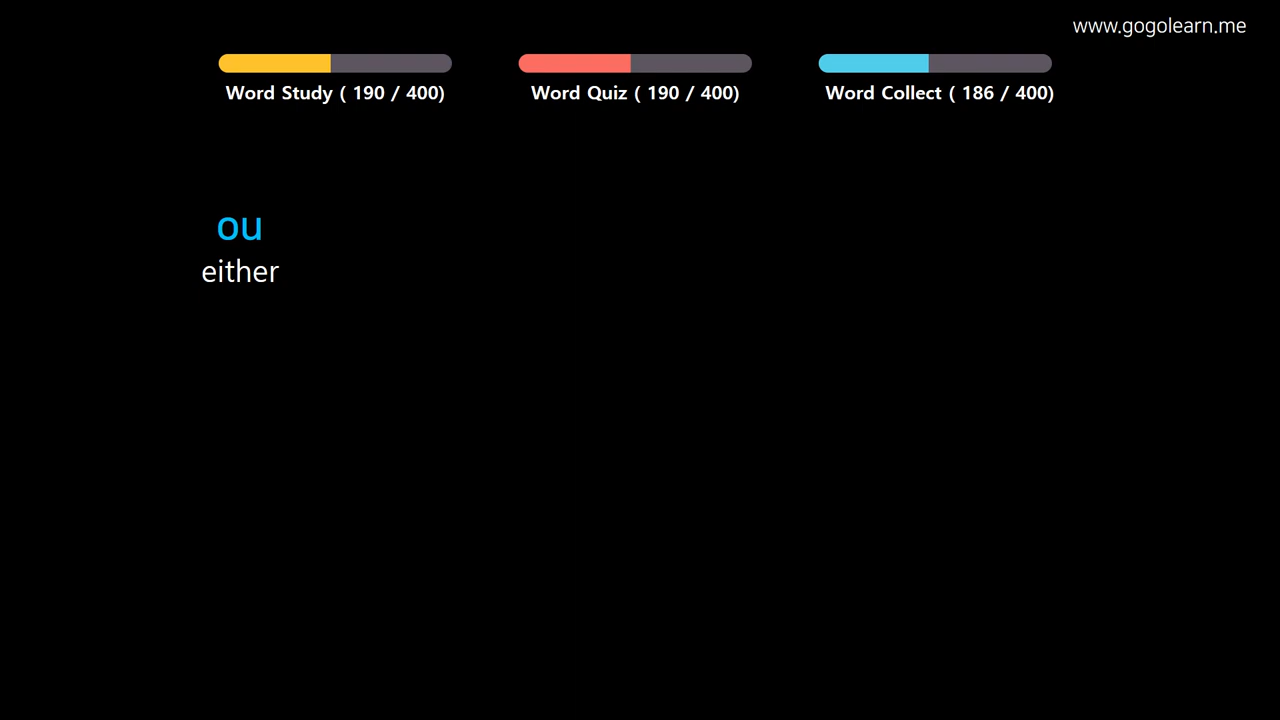 www.gogolearn.me
Word Study ( 190 / 400)
Word Quiz ( 190 / 400)
Word Collect ( 186 / 400)
ou
either